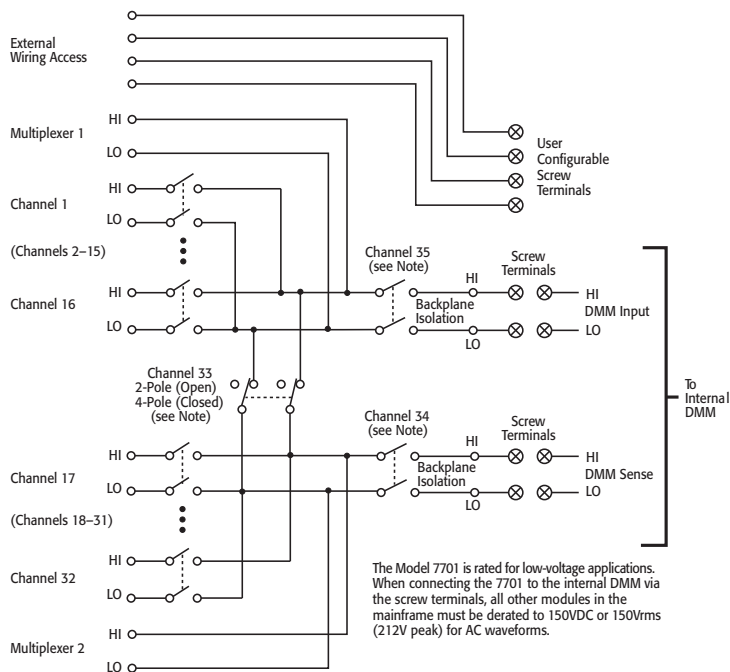 External
Wiring Access
User
Configurable
Screw
Terminals
Multiplexer 1
HI
LO
Channel 1
HI
LO
(Channels 2–15)
Channel 16
HI
LO
Channel 35
(see Note)
Backplane
Isolation
HI
LO
Screw
Terminals
HI
DMM Input
LO
Channel 33
2-Pole (Open)
4-Pole (Closed)
(see Note)
To
Internal
DMM
Channel 17
HI
LO
Channel 34
(see Note)
Backplane
Isolation
HI
LO
Screw
Terminals
HI
DMM Sense
LO
(Channels 18–31)
Channel 32
HI
LO
Multiplexer 2
HI
LO
The Model 7701 is rated for low-voltage applications.
When connecting the 7701 to the internal DMM via
the screw terminals, all other modules in the
mainframe must be derated to 150VDC or 150Vrms
(212V peak) for AC waveforms.